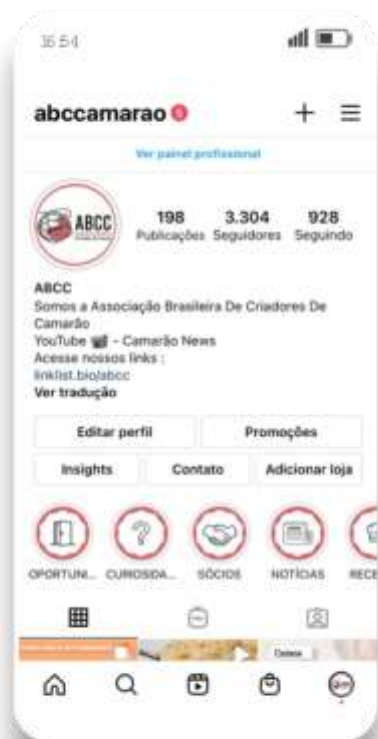 16:54
abccamarao 5
Ver painel profissional
ABCC
198 3.304 928
Publicações Seguidores Seguindo
ABCC
Somos a Associação Brasileira De Criadores De
Camarão
YouTube 📹 - Camarão News
Acesse nossos links :
linklist.bio/abcc
Ver tradução
Editar perfil Promoções
Insights Contato Adicionar loja
OPORTUNI... CURIOSIDA... SÓCIOS NOTÍCIAS RECE